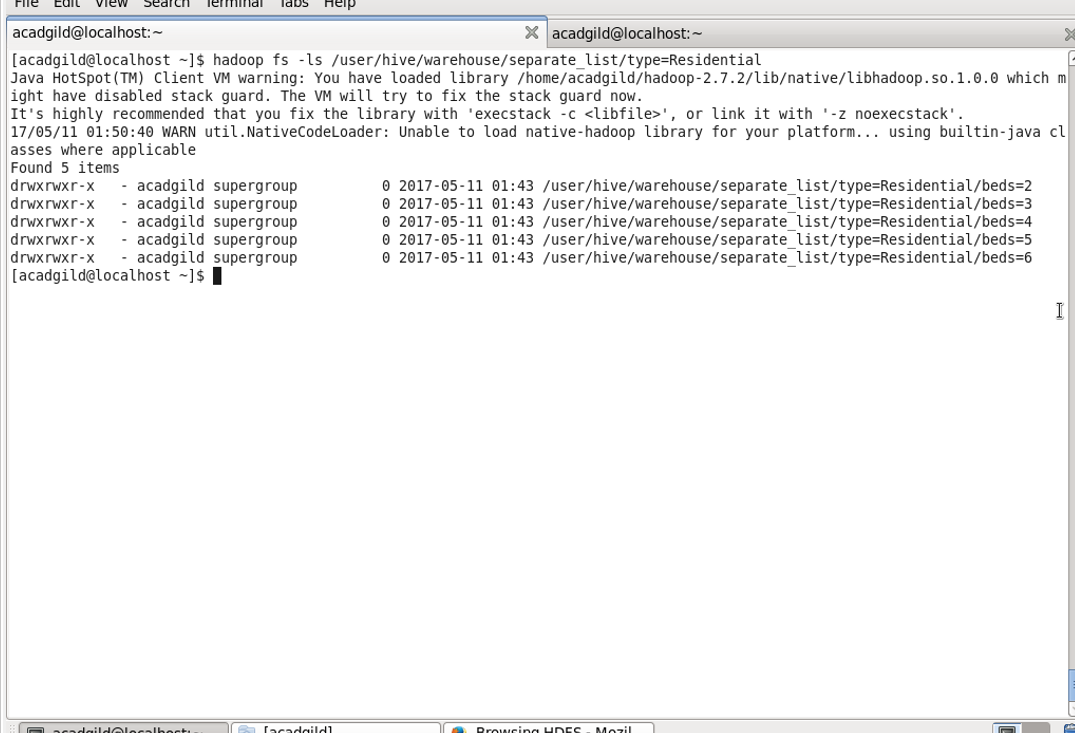 File Edit View Search Terminal Tabs Help
acadgild@localhost:~ acadgild@localhost:~
[acadgild@localhost ~]$ hadoop fs -ls /user/hive/warehouse/separate_list/type=Residential
Java HotSpot(TM) Client VM warning: You have loaded library /home/acadgild/hadoop-2.7.2/lib/native/libhadoop.so.1.0.0 which m
ight have disabled stack guard. The VM will try to fix the stack guard now.
It's highly recommended that you fix the library with 'execstack -c <libfile>', or link it with '-z noexecstack'.
17/05/11 01:50:40 WARN util.NativeCodeLoader: Unable to load native-hadoop library for your platform... using builtin-java cl
asses where applicable
Found 5 items
drwxrwxr-x   - acadgild supergroup          0 2017-05-11 01:43 /user/hive/warehouse/separate_list/type=Residential/beds=2
drwxrwxr-x   - acadgild supergroup          0 2017-05-11 01:43 /user/hive/warehouse/separate_list/type=Residential/beds=3
drwxrwxr-x   - acadgild supergroup          0 2017-05-11 01:43 /user/hive/warehouse/separate_list/type=Residential/beds=4
drwxrwxr-x   - acadgild supergroup          0 2017-05-11 01:43 /user/hive/warehouse/separate_list/type=Residential/beds=5
drwxrwxr-x   - acadgild supergroup          0 2017-05-11 01:43 /user/hive/warehouse/separate_list/type=Residential/beds=6
[acadgild@localhost ~]$
acadgild@localhost:~ [acadgild] Browsing HDFS - Mozil